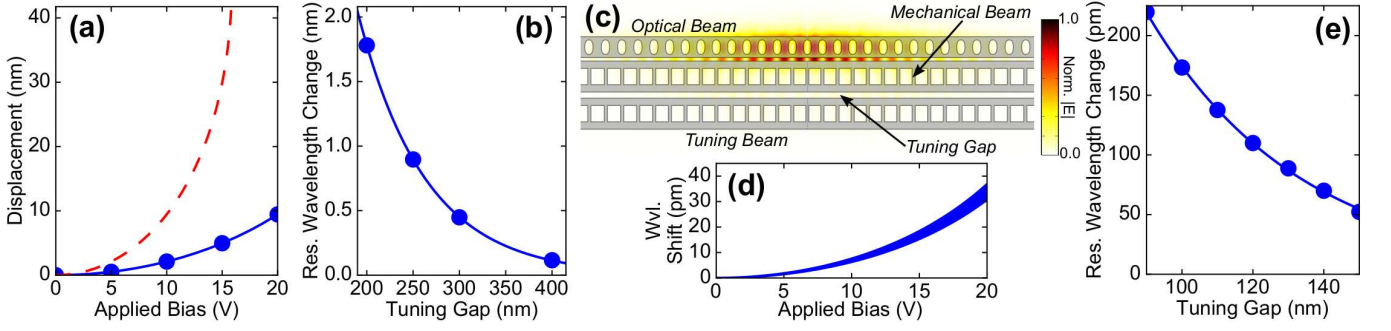 (a)
Displacement (nm)
40
30
20
10
0
0 5 10 15 20
Applied Bias (V)
(b)
Res. Wavelength Change (nm)
2.0
1.5
1.0
0.5
0.0
200 250 300 350 400
Tuning Gap (nm)
(c)
Optical Beam
Mechanical Beam
Tuning Beam
Tuning Gap
1.0
Norm. |E|
0.0
(d)
Wvl.
Shift (pm)
40
30
20
10
0
0 5 10 15 20
Applied Bias (V)
(e)
Res. Wavelength Change (pm)
200
150
100
50
0
100 120 140
Tuning Gap (nm)